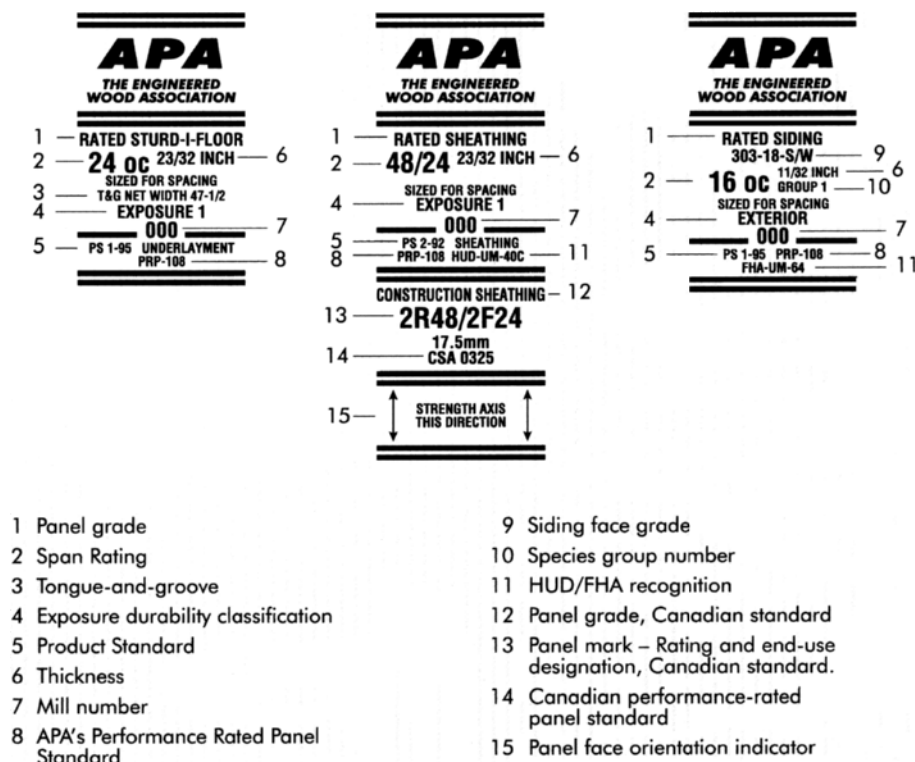 APA
THE ENGINEERED
WOOD ASSOCIATION
1 RATED STURD-I-FLOOR
2 24 OC 23/32 INCH 6
SIZED FOR SPACING
3 T&G NET WIDTH 47-1/2
4 EXPOSURE 1
000 7
5 PS 1-95 UNDERLAYMENT
PRP-108 8
APA
THE ENGINEERED
WOOD ASSOCIATION
1 RATED SHEATHING
2 48/24 23/32 INCH 6
SIZED FOR SPACING
4 EXPOSURE 1
000 7
5 PS 2-92 SHEATHING
8 PRP-108 HUD-UM-40C 11
CONSTRUCTION SHEATHING 12
13 2R48/2F24
17.5mm
14 CSA 0325
15 STRENGTH AXIS
THIS DIRECTION
APA
THE ENGINEERED
WOOD ASSOCIATION
1 RATED SIDING
303-18-S/W 9
2 16 OC 11/32 INCH 6
GROUP 1 10
SIZED FOR SPACING
4 EXTERIOR
000 7
5 PS 1-95 PRP-108 8
FHA-UM-64 11
1 Panel grade
2 Span Rating
3 Tongue-and-groove
4 Exposure durability classification
5 Product Standard
6 Thickness
7 Mill number
8 APA's Performance Rated Panel
Standard
9 Siding face grade
10 Species group number
11 HUD/FHA recognition
12 Panel grade, Canadian standard
13 Panel mark – Rating and end-use
designation, Canadian standard.
14 Canadian performance-rated
panel standard
15 Panel face orientation indicator